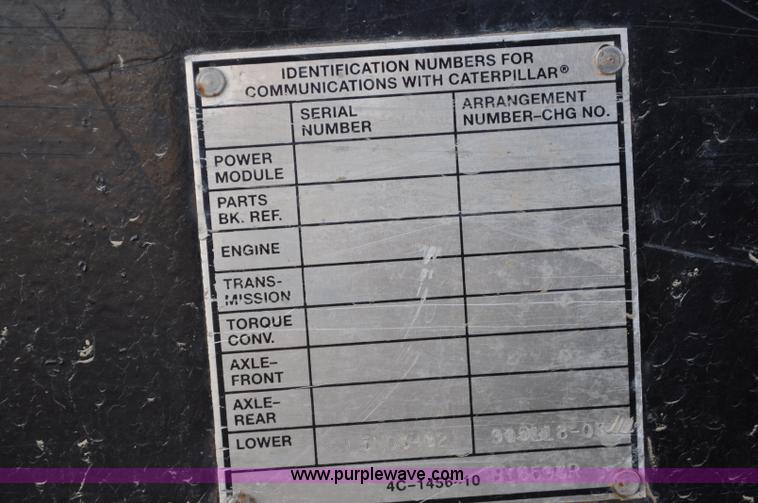 IDENTIFICATION NUMBERS FOR
COMMUNICATIONS WITH CATERPILLAR®
SERIAL NUMBER
ARRANGEMENT NUMBER-CHG NO.
POWER MODULE
PARTS BK. REF.
ENGINE
TRANS-MISSION
TORQUE CONV.
AXLE-FRONT
AXLE-REAR
LOWER
www.purplewave.com
4C-1456-10